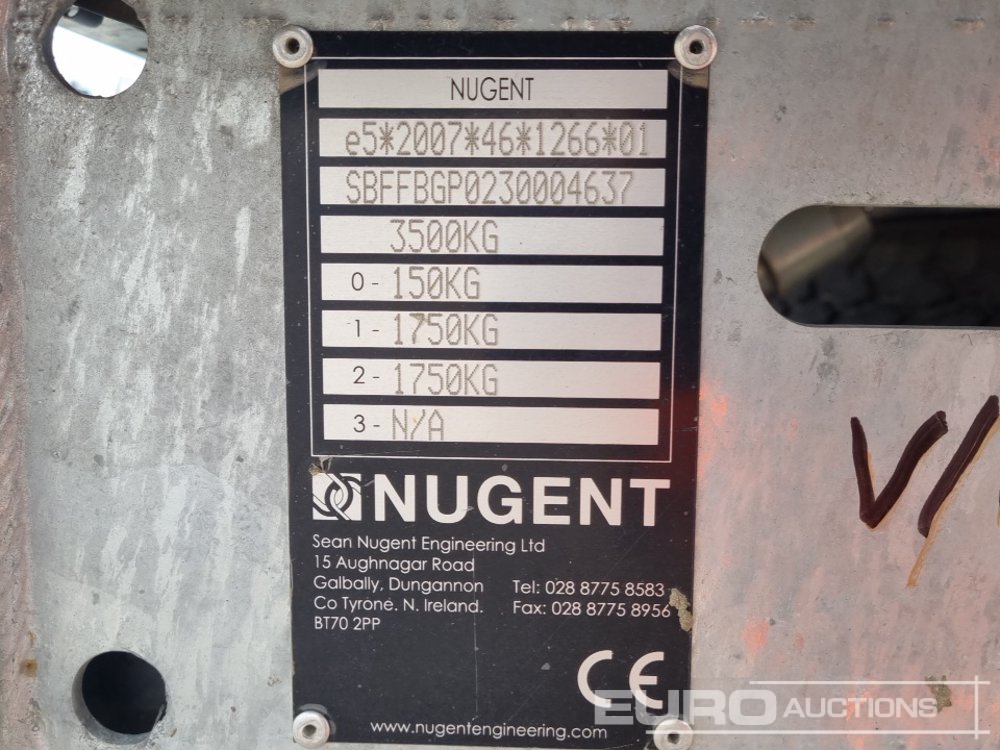 NUGENT
e5*2007*46*1266*01
SBFFBGP0230004637
3500KG
0 - 150KG
1 - 1750KG
2 - 1750KG
3 - N/A
NUGENT
Sean Nugent Engineering Ltd
15 Aughnagar Road
Galbally, Dungannon Tel: 028 8775 8583
Co Tyrone. N. Ireland. Fax: 028 8775 8956
BT70 2PP
CE
www.nugentengineering.com
EURO AUCTIONS